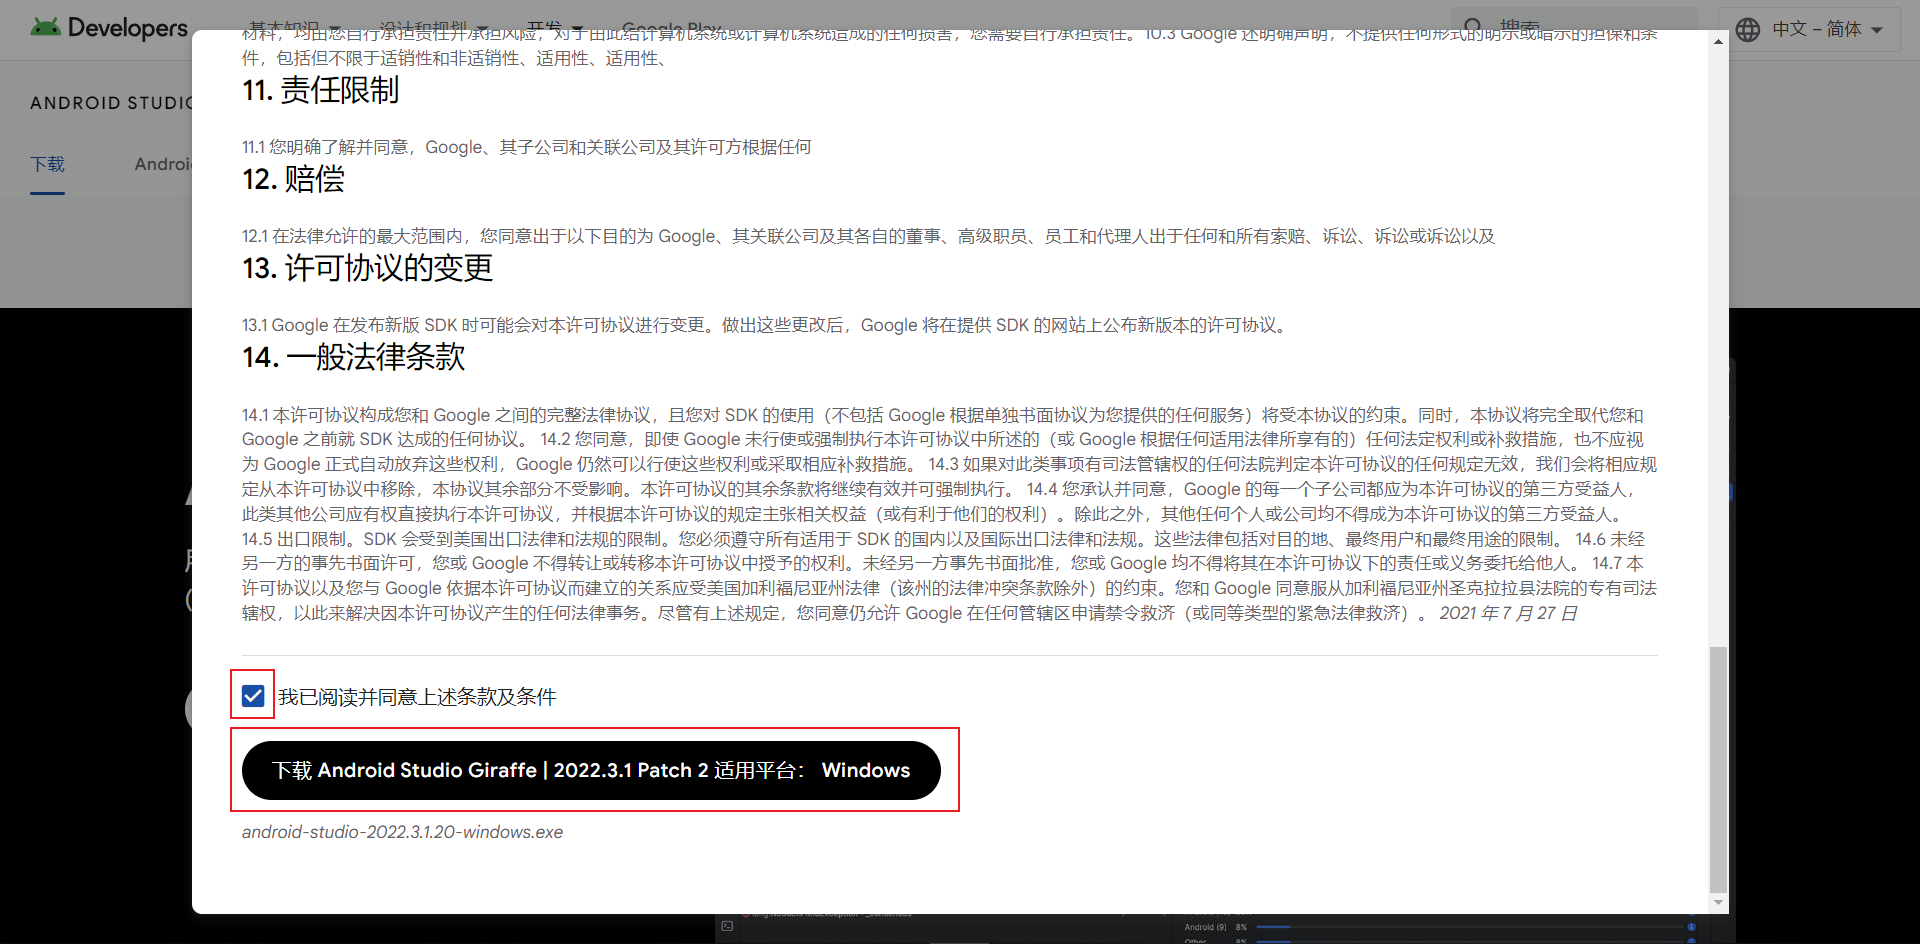 Developers
基本知识
设计和规划
开发
Google Play
搜索
中文 – 简体
ANDROID STUDIO
下载
Androi
材料，均由您自行承担责任并承担风险，对于由此给计算机系统或计算机系统造成的任何损害，您需要自行承担责任。10.3 Google 还明确声明，不提供任何形式的明示或暗示的担保和条
件，包括但不限于适销性和非适销性、适用性、适用性、
11. 责任限制
11.1 您明确了解并同意，Google、其子公司和关联公司及其许可方根据任何
12. 赔偿
12.1 在法律允许的最大范围内，您同意出于以下目的为 Google、其关联公司及其各自的董事、高级职员、员工和代理人出于任何和所有索赔、诉讼、诉讼或诉讼以及
13. 许可协议的变更
13.1 Google 在发布新版 SDK 时可能会对本许可协议进行变更。做出这些更改后，Google 将在提供 SDK 的网站上公布新版本的许可协议。
14. 一般法律条款
14.1 本许可协议构成您和 Google 之间的完整法律协议，且您对 SDK 的使用（不包括 Google 根据单独书面协议为您提供的任何服务）将受本协议的约束。同时，本协议将完全取代您和
Google 之前就 SDK 达成的任何协议。 14.2 您同意，即使 Google 未行使或强制执行本许可协议中所述的（或 Google 根据任何适用法律所享有的）任何法定权利或补救措施，也不应视
为 Google 正式自动放弃这些权利，Google 仍然可以行使这些权利或采取相应补救措施。 14.3 如果对此类事项有司法管辖权的任何法院判定本许可协议的任何规定无效，我们会将相应规
定从本许可协议中移除，本协议其余部分不受影响。本许可协议的其余条款将继续有效并可强制执行。 14.4 您承认并同意，Google 的每一个子公司都应为本许可协议的第三方受益人，
此类其他公司应有权直接执行本许可协议，并根据本许可协议的规定主张相关权益（或有利于他们的权利）。除此之外，其他任何个人或公司均不得成为本许可协议的第三方受益人。
14.5 出口限制。SDK 会受到美国出口法律和法规的限制。您必须遵守所有适用于 SDK 的国内以及国际出口法律和法规。这些法律包括对目的地、最终用户和最终用途的限制。 14.6 未经
另一方的事先书面许可，您或 Google 不得转让或转移本许可协议中授予的权利。未经另一方事先书面批准，您或 Google 均不得将其在本许可协议下的责任或义务委托给他人。 14.7 本
许可协议以及您与 Google 依据本许可协议而建立的关系应受美国加利福尼亚州法律（该州的法律冲突条款除外）的约束。您和 Google 同意服从加利福尼亚州圣克拉拉县法院的专有司法
辖权，以此来解决因本许可协议产生的任何法律事务。尽管有上述规定，您同意仍允许 Google 在任何管辖区申请禁令救济（或同等类型的紧急法律救济）。 2021 年 7 月 27 日
我已阅读并同意上述条款及条件
下载 Android Studio Giraffe | 2022.3.1 Patch 2 适用平台： Windows
android-studio-2022.3.1.20-windows.exe
Android (9) 8%
Other